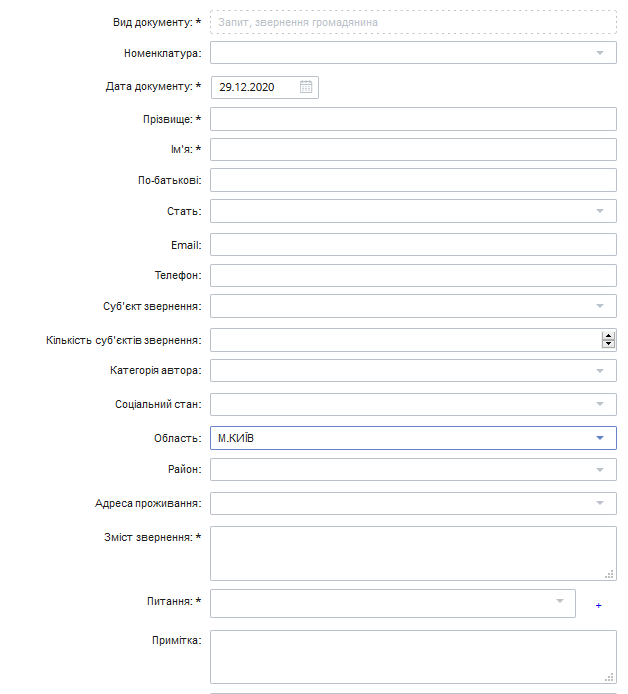 Вид документу: * Запит, звернення громадянина
Номенклатура:
Дата документу: * 29.12.2020
Прізвище: *
Ім'я: *
По-батькові:
Стать:
Email:
Телефон:
Суб'єкт звернення:
Кількість суб'єктів звернення:
Категорія автора:
Соціальний стан:
Область: М.КИЇВ
Район:
Адреса проживання:
Зміст звернення: *
Питання: * +
Примітка: